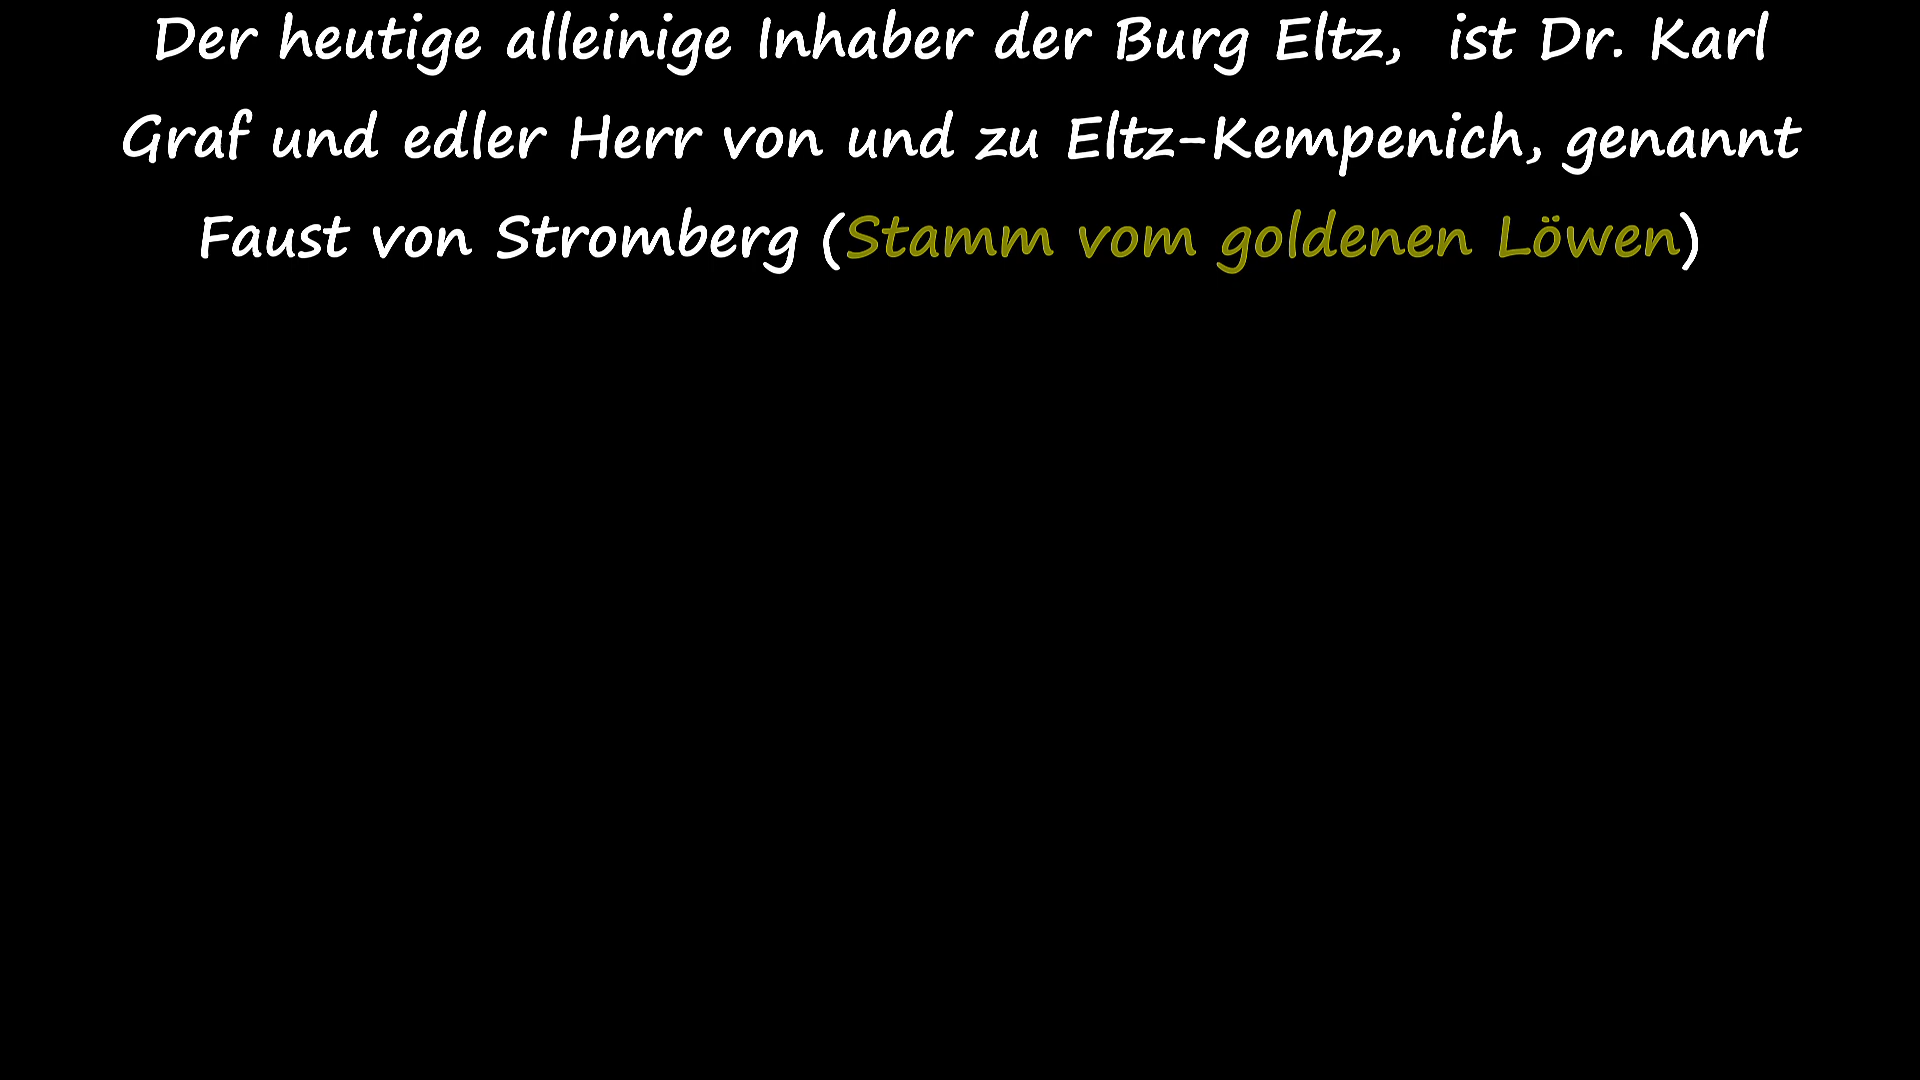 Der heutige alleinige Inhaber der Burg Eltz,  ist Dr. Karl
Graf und edler Herr von und zu Eltz-Kempenich, genannt
Faust von Stromberg (Stamm vom goldenen Löwen)